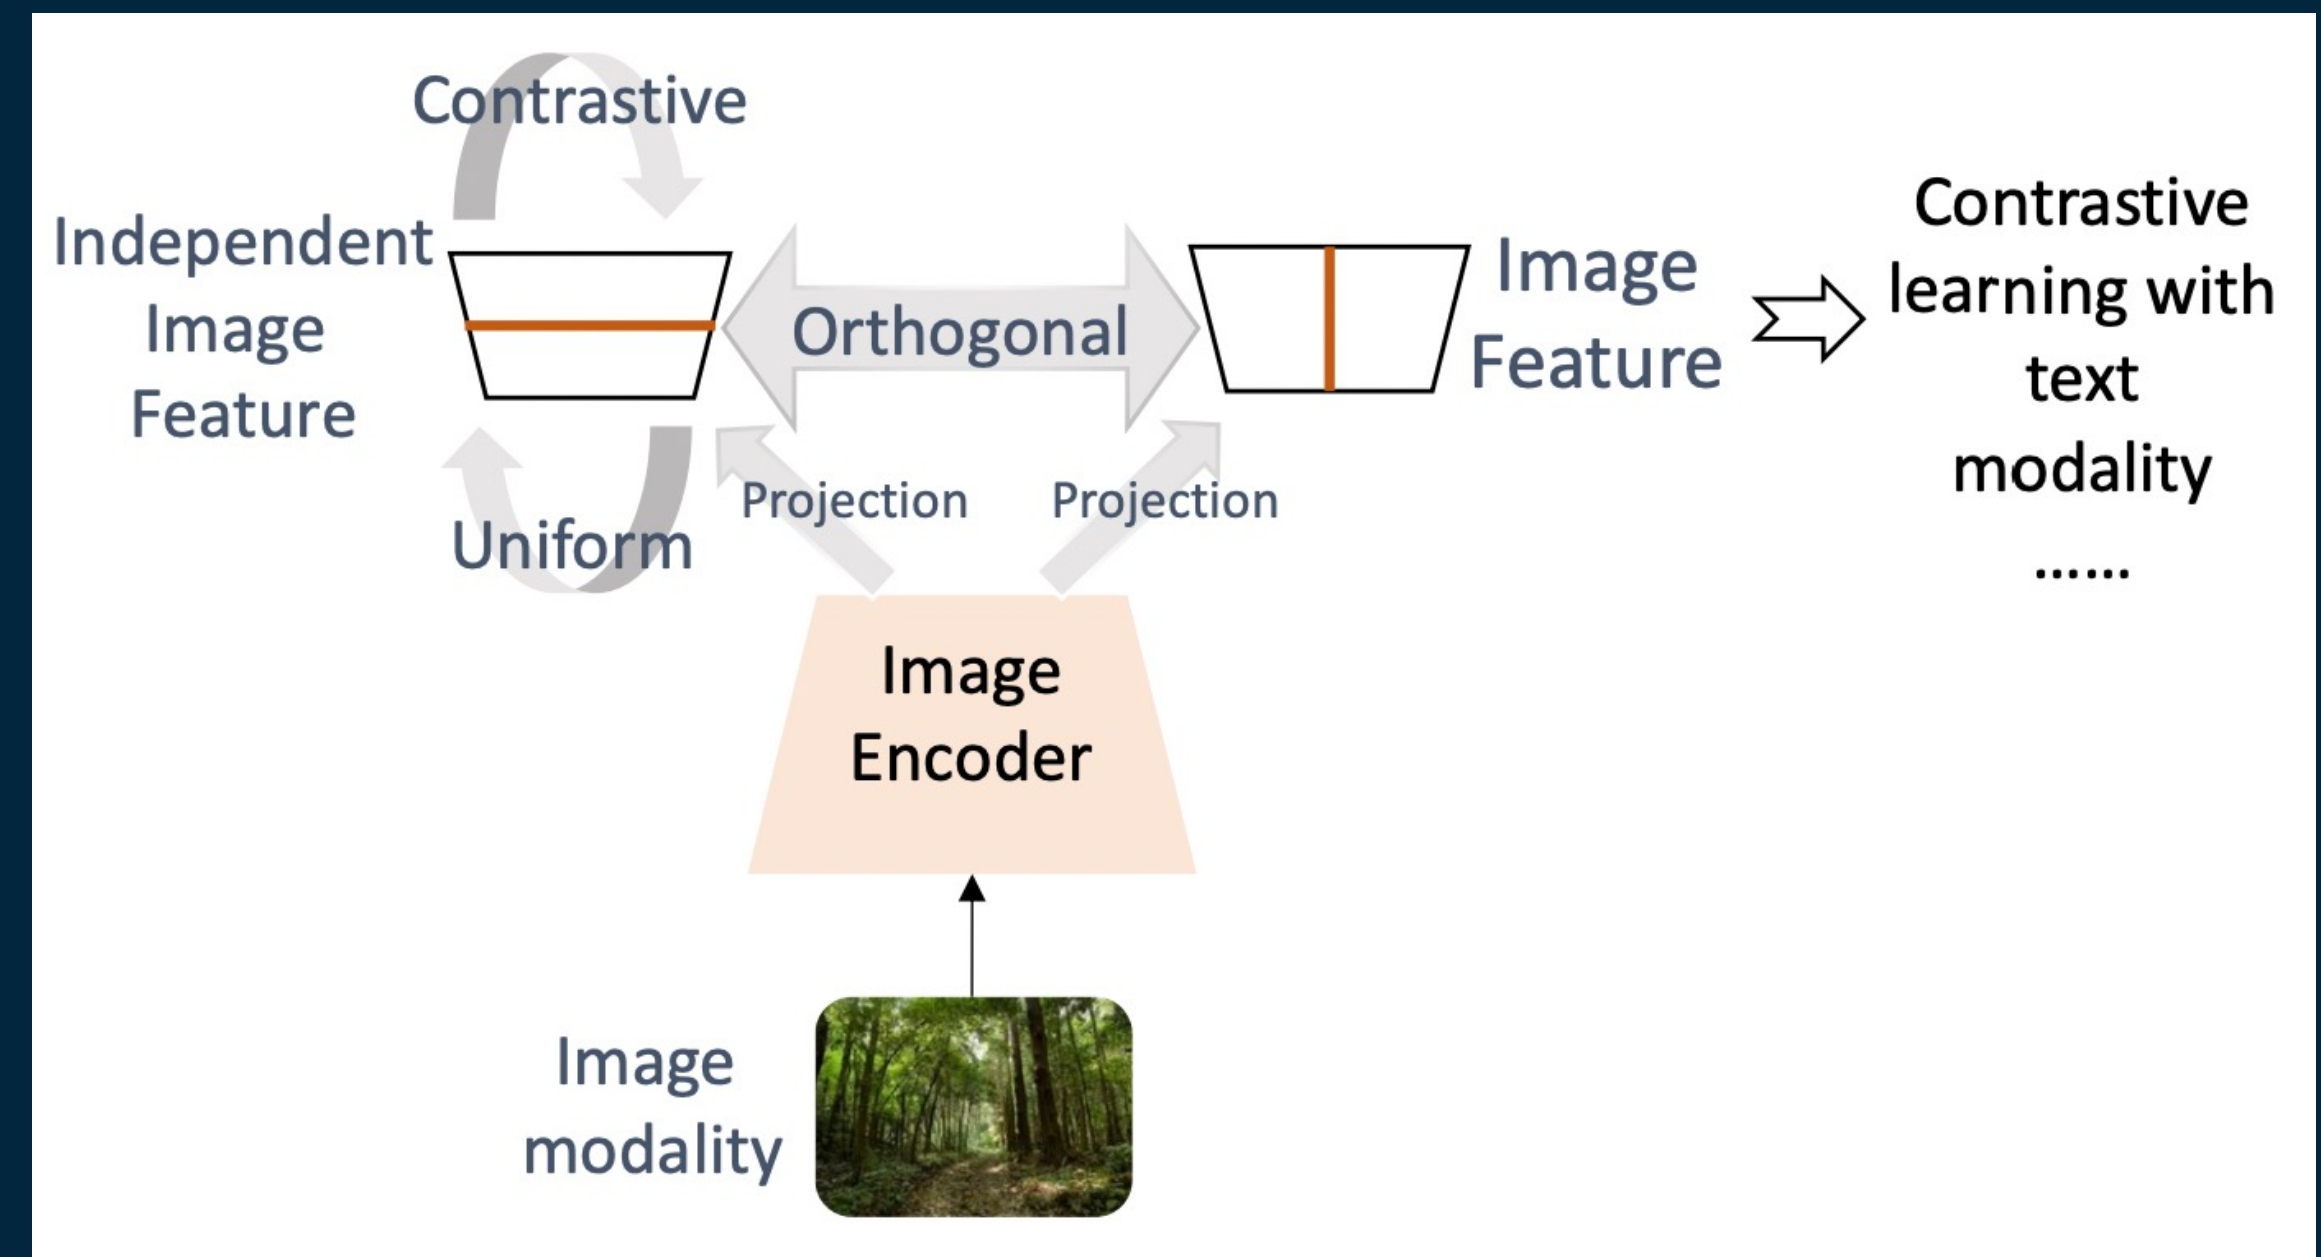 Contrastive
Independent
Image
Feature
Uniform
Orthogonal
Projection
Projection
Image
Feature
Contrastive
learning with
text
modality
......
Image
Encoder
Image
modality